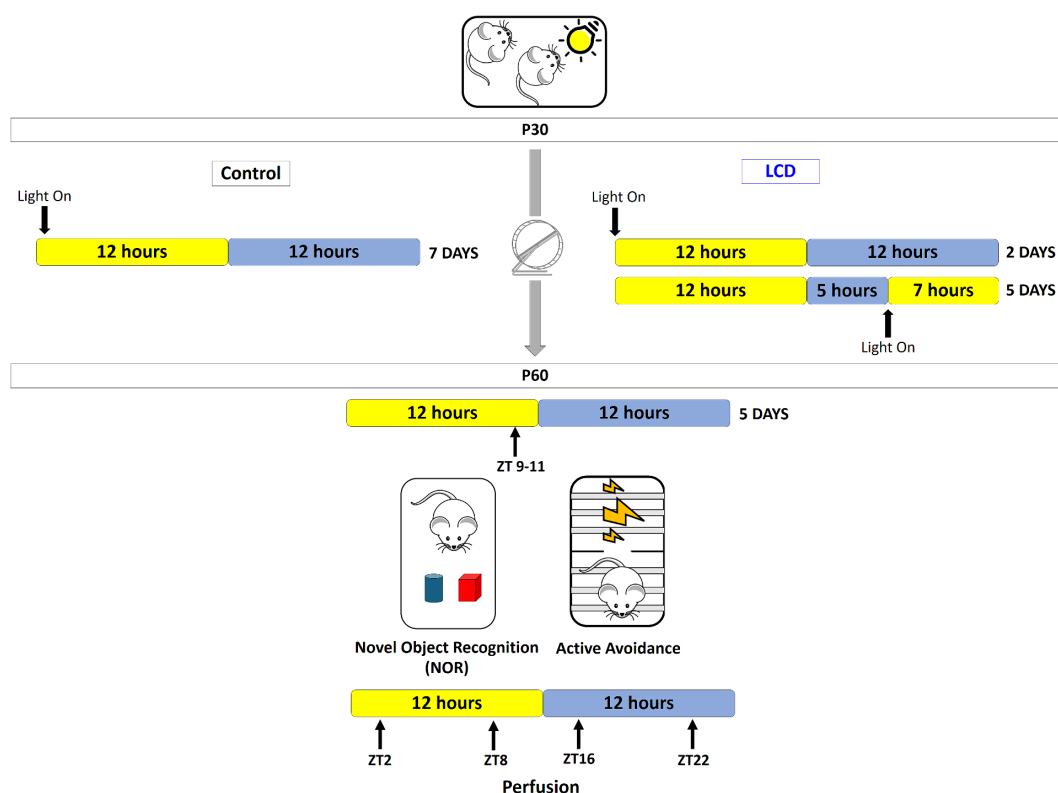 P30
Control
LCD
Light On
Light On
12 hours
12 hours
7 DAYS
12 hours
12 hours
2 DAYS
12 hours
5 hours
7 hours
5 DAYS
Light On
P60
12 hours
12 hours
5 DAYS
ZT 9-11
Novel Object Recognition
(NOR)
Active Avoidance
12 hours
12 hours
ZT2
ZT8
ZT16
ZT22
Perfusion